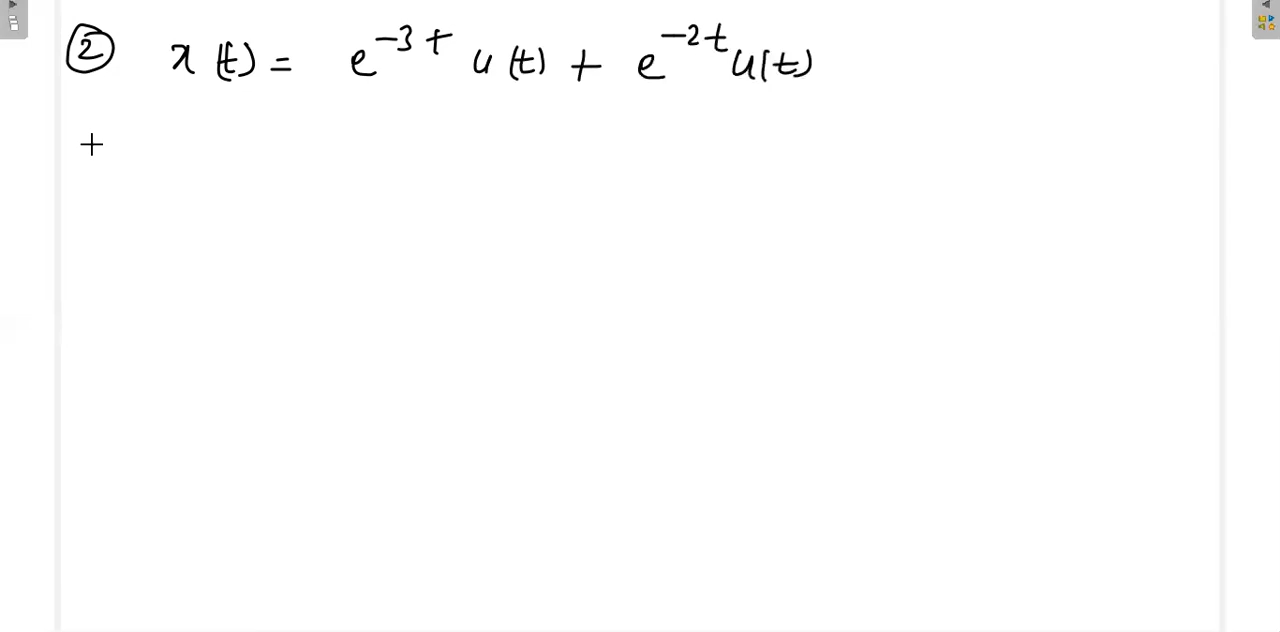 ② x(t) = e^{-3t} u(t) + e^{-2t} u(t)